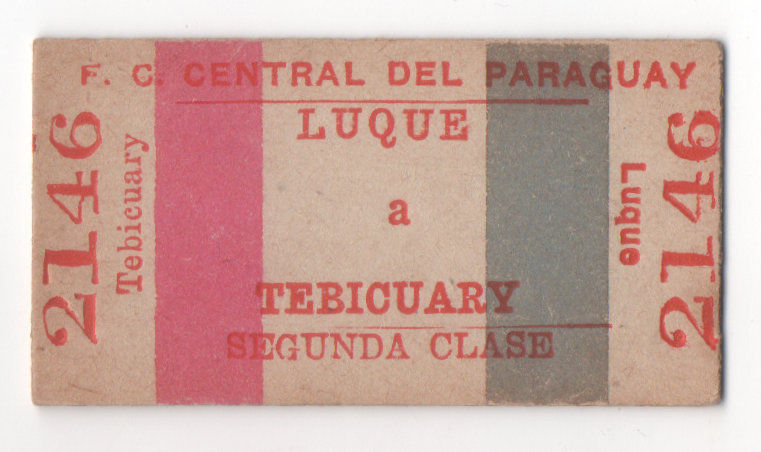 F. C. CENTRAL DEL PARAGUAY
LUQUE
a
TEBICUARY
SEGUNDA CLASE
2146
Tebicuary
Luque
2146